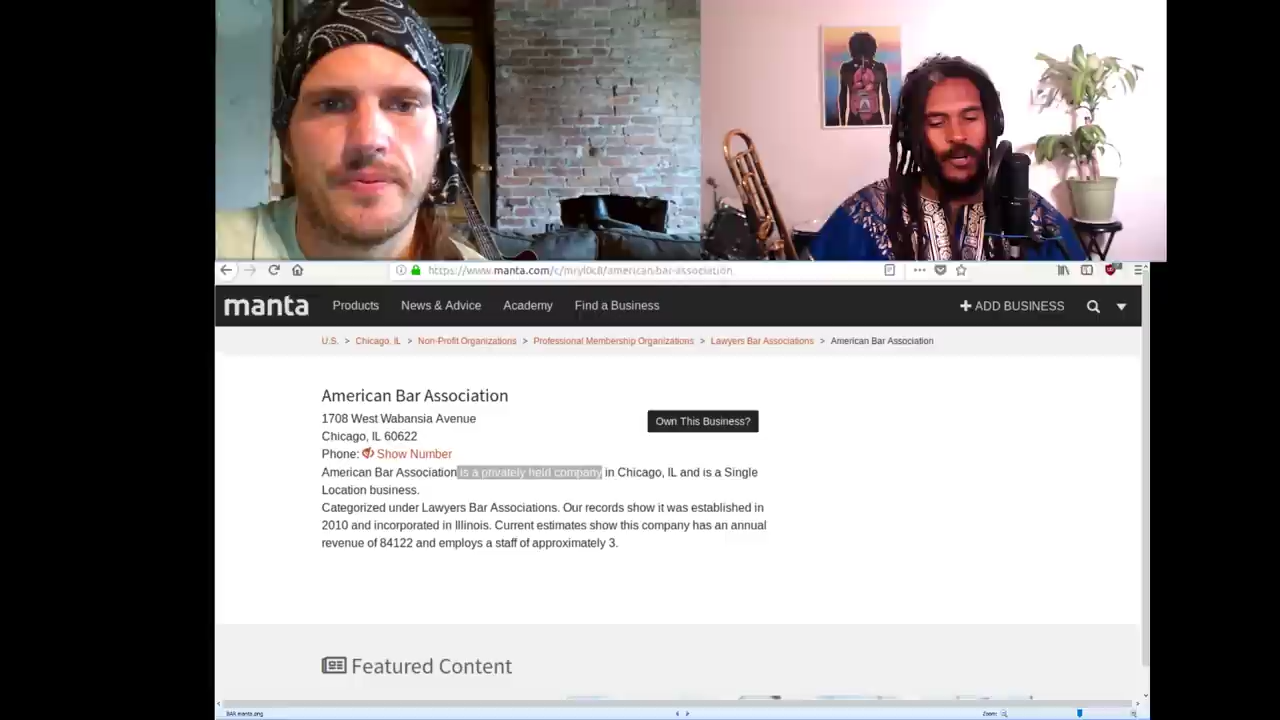 https://www.manta.com/c/mryl0c8/american-bar-association
manta Products News & Advice Academy Find a Business + ADD BUSINESS
U.S. > Chicago, IL > Non-Profit Organizations > Professional Membership Organizations > Lawyers Bar Associations > American Bar Association
American Bar Association
1708 West Wabansia Avenue
Own This Business?
Chicago, IL 60622
Phone: Show Number
American Bar Association is a privately held company in Chicago, IL and is a Single
Location business.
Categorized under Lawyers Bar Associations. Our records show it was established in
2010 and incorporated in Illinois. Current estimates show this company has an annual
revenue of 84122 and employs a staff of approximately 3.
Featured Content
BAR manta.png
Zoom: